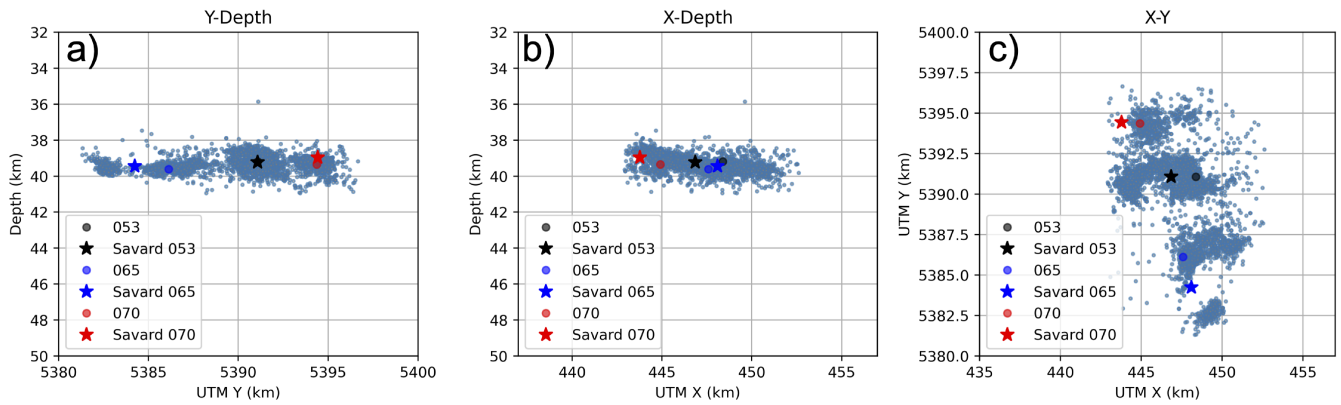 Y-Depth
a)
32
34
36
38
40
42
44
46
48
50
Depth (km)
5380
5385
5390
5395
5400
UTM Y (km)
053
Savard 053
065
Savard 065
070
Savard 070
X-Depth
b)
32
34
36
38
40
42
44
46
48
50
Depth (km)
440
445
450
455
UTM X (km)
053
Savard 053
065
Savard 065
070
Savard 070
X-Y
c)
5400.0
5397.5
5395.0
5392.5
5390.0
5387.5
5385.0
5382.5
5380.0
UTM Y (km)
435
440
445
450
455
UTM X (km)
053
Savard 053
065
Savard 065
070
Savard 070